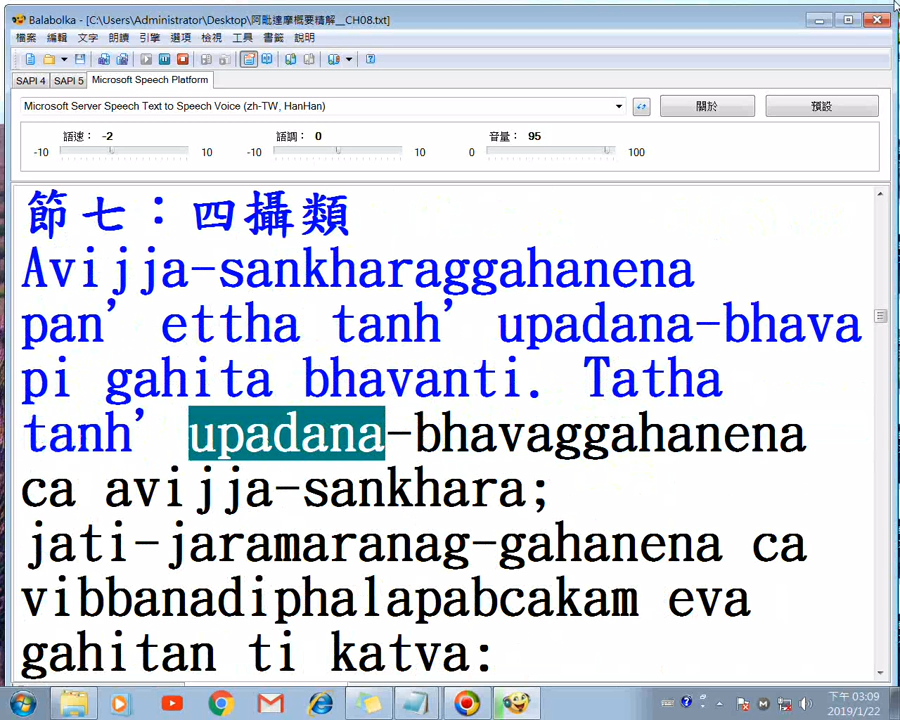 Balabolka - [C:\Users\Administrator\Desktop\阿毗達摩概要精解__CH08.txt]
檔案 編輯 文字 朗讀 引擎 選項 檢視 工具 書籤 說明
SAPI 4 SAPI 5 Microsoft Speech Platform
Microsoft Server Speech Text to Speech Voice (zh-TW, HanHan) 關於 預設
語速： -2 語調： 0 音量： 95
-10 10 -10 10 0 100
節七：四攝類
Avijja-sankharaggahanena
pan’ ettha tanh’ upadana-bhava
pi gahita bhavanti. Tatha
tanh’ upadana-bhavaggahanena
ca avijja-sankhara;
jati-jaramaranag-gahanena ca
vibbanadiphalapabcakam eva
gahitan ti katva:
下午 03:09
2019/1/22